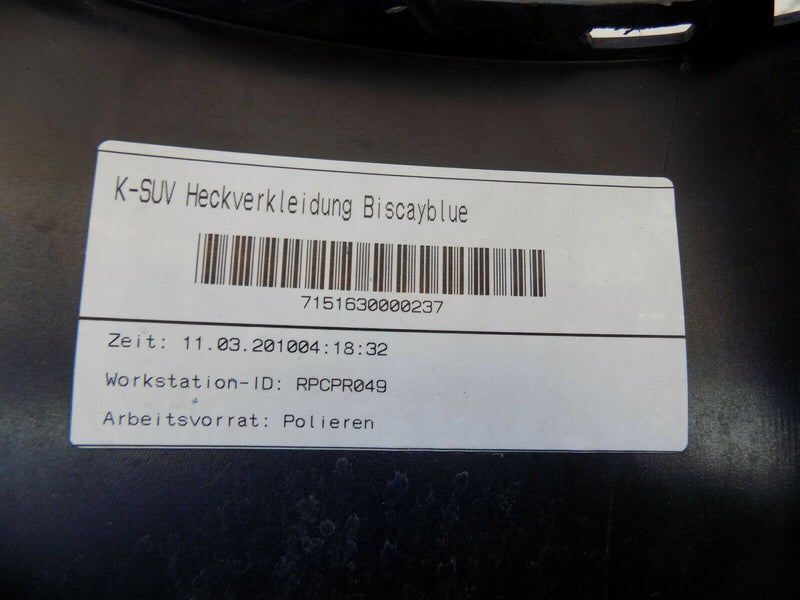 K-SUV Heckverkleidung Biscayblue
7151630000237
Zeit: 11.03.201004:18:32
Workstation-ID: RPCPR049
Arbeitsvorrat: Polieren